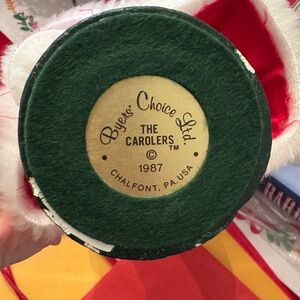 Byers' Choice Ltd.
THE
CAROLERS™
©
1987
• CHALFONT, PA. USA •